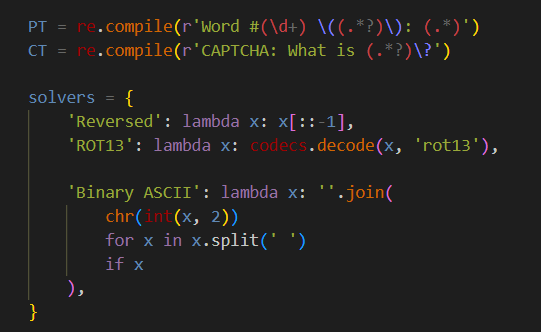 PT = re.compile(r'Word #(\d+) \((.*?)\): (.*)')
CT = re.compile(r'CAPTCHA: What is (.*?)\?')

solvers = {
    'Reversed': lambda x: x[::-1],
    'ROT13': lambda x: codecs.decode(x, 'rot13'),

    'Binary ASCII': lambda x: ''.join(
        chr(int(x, 2))
        for x in x.split(' ')
        if x
    ),
}